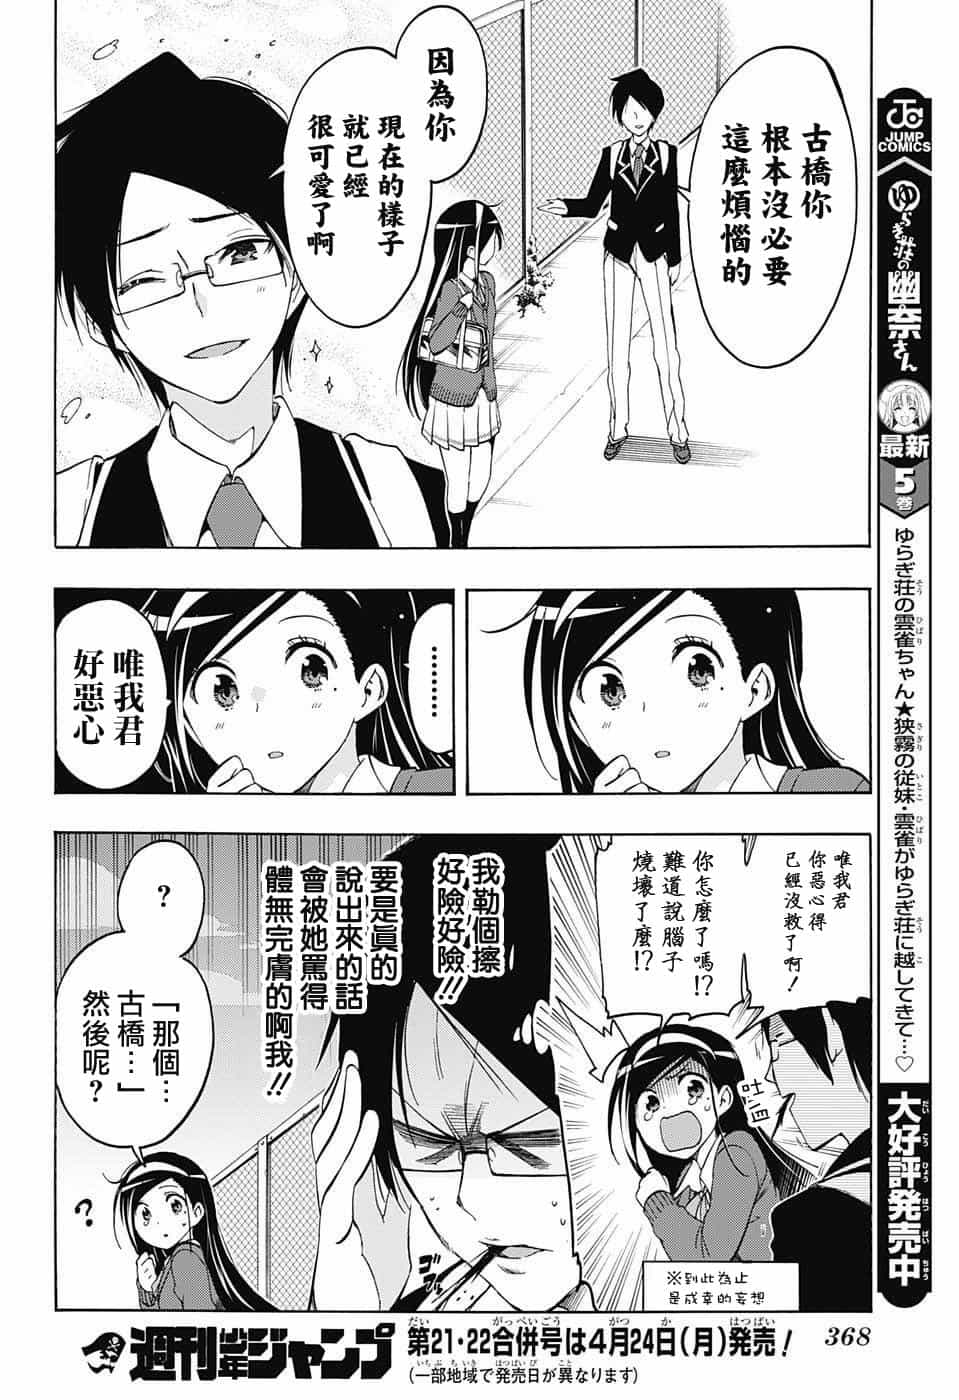 古橋你
根本沒必要
這麼煩惱的
因為你
現在的樣子
就已經
很可愛了啊
………
唯我君
好惡心
唯我君
你惡心得
已經沒救了啊!
你怎麼了嗎!?
難道說腦子
燒壞了麼!?
吐血
※到此為止
是成幸的妄想
我勒個擦
好險好險!!
要是真的
說出來的話
會被她罵得
體無完膚的啊我!!
ゴゴゴ
?
「那個…
古橋…」
然後呢?
?
JUMP
COMICS
ゆらぎ荘の幽奈さん
最新
5
巻
ゆらぎ荘の雲雀ちゃん★狭霧の従妹・雲雀がゆらぎ荘に越してきて…♡
大好評発売中
週刊少年ジャンプ
第21・22合併号は4月24日(月)発売!
(一部地域で発売日が異なります)
368